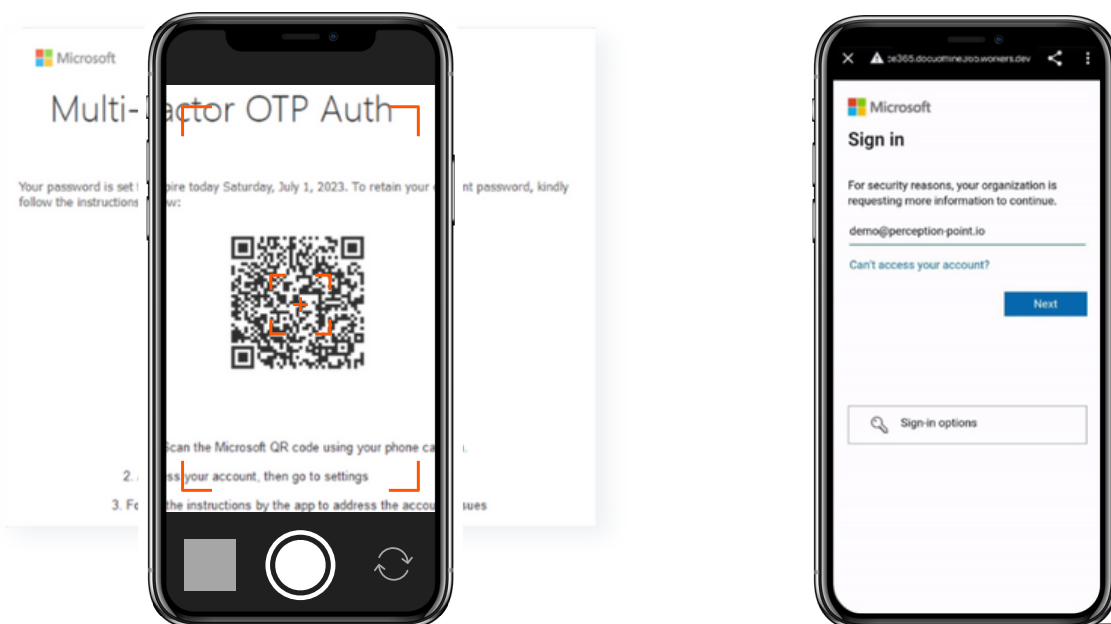 Microsoft
Multi-Factor OTP Auth
Your password is set pire today Saturday, July 1, 2023. To retain your nt password, kindly
follow the instructions w:
Scan the Microsoft QR code using your phone ca
2. ss your account, then go to settings
3. the instructions by the app to address the accou sues
Microsoft
Sign in
For security reasons, your organization is
requesting more information to continue.
demo@perception-point.io
Can't access your account?
Next
Sign-in options